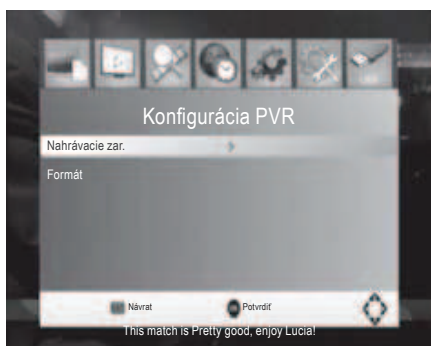 Konfigurácia PVR
Nahrávacie zar.
Formát
Návrat Potvrdiť
This match is Pretty good, enjoy Lucia!